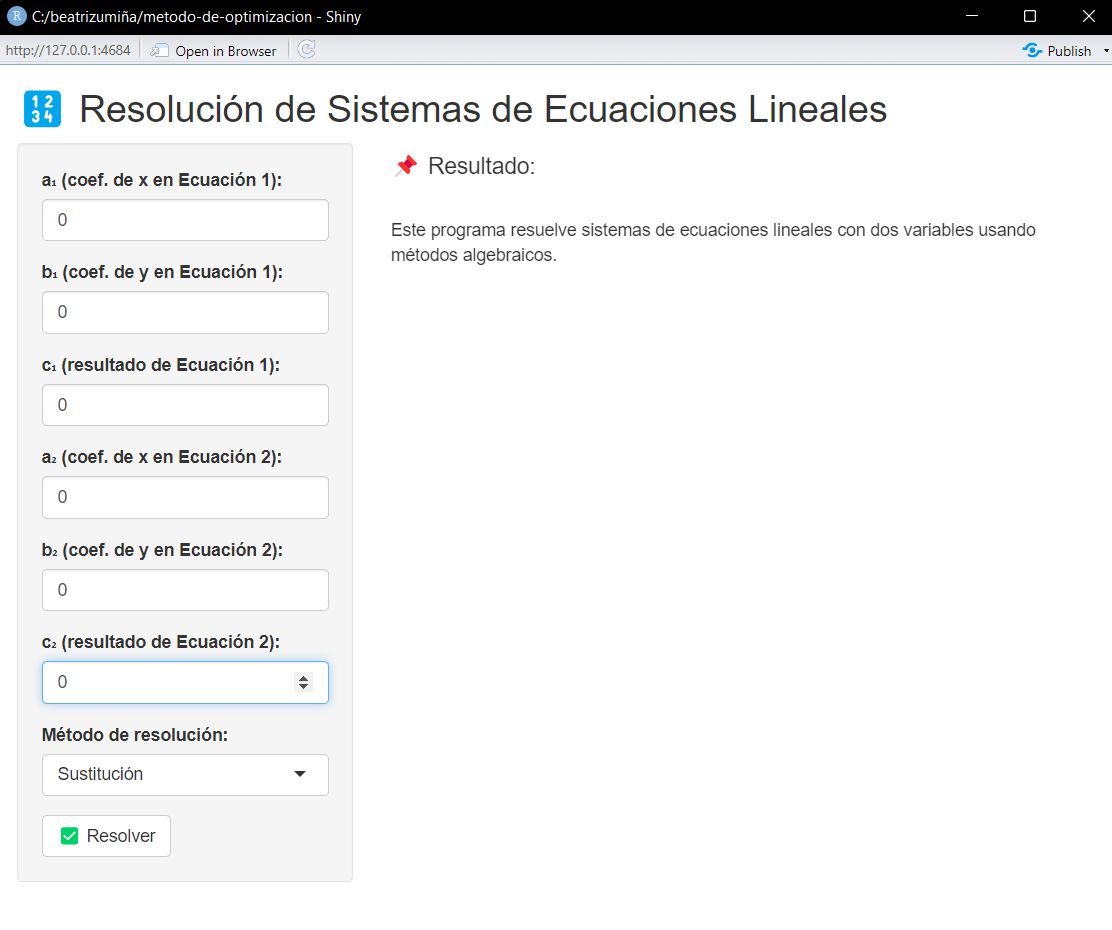 C:/beatrizumiña/metodo-de-optimizacion - Shiny
http://127.0.0.1:4684 Open in Browser Publish
1234 Resolución de Sistemas de Ecuaciones Lineales
a₁ (coef. de x en Ecuación 1):
0
b₁ (coef. de y en Ecuación 1):
0
c₁ (resultado de Ecuación 1):
0
a₂ (coef. de x en Ecuación 2):
0
b₂ (coef. de y en Ecuación 2):
0
c₂ (resultado de Ecuación 2):
0
Método de resolución:
Sustitución
Resolver
Resultado:
Este programa resuelve sistemas de ecuaciones lineales con dos variables usando
métodos algebraicos.